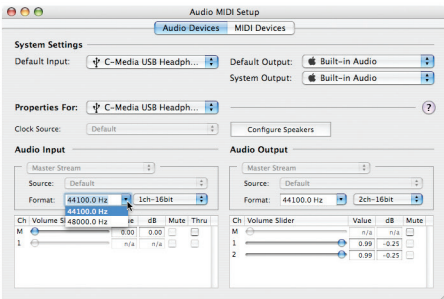 Audio MIDI Setup
Audio Devices MIDI Devices
System Settings
Default Input: C-Media USB Headph... Default Output: Built-in Audio
System Output: Built-in Audio
Properties For: C-Media USB Headph... ?
Clock Source: Default Configure Speakers
Audio Input Audio Output
Master Stream Master Stream
Source: Default Source: Default
Format: 44100.0 Hz 1ch-16bit Format: 44100.0 Hz 2ch-16bit
44100.0 Hz
48000.0 Hz
Ch Volume Sl ue dB Mute Thru Ch Volume Slider Value dB Mute
M 0.00 0.00 M n/a n/a
1 n/a n/a 1 0.99 -0.25
2 0.99 -0.25